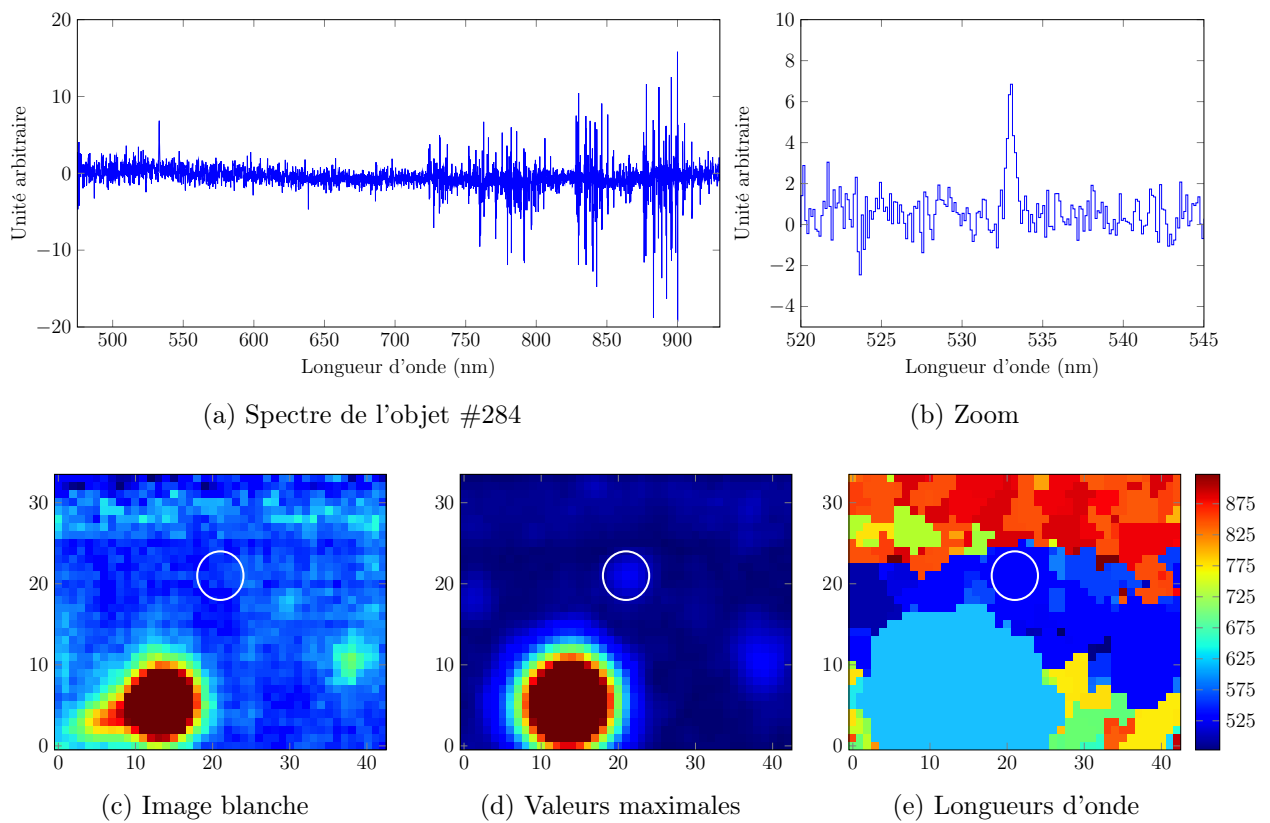 20
10
0
−10
−20
Unité arbitraire
500 550 600 650 700 750 800 850 900
Longueur d'onde (nm)
(a) Spectre de l'objet #284
10
8
6
4
2
0
−2
−4
Unité arbitraire
520 525 530 535 540 545
Longueur d'onde (nm)
(b) Zoom
30
20
10
0
0 10 20 30 40
(c) Image blanche
30
20
10
0
0 10 20 30 40
(d) Valeurs maximales
30
20
10
0
0 10 20 30 40
875
825
775
725
675
625
575
525
(e) Longueurs d'onde